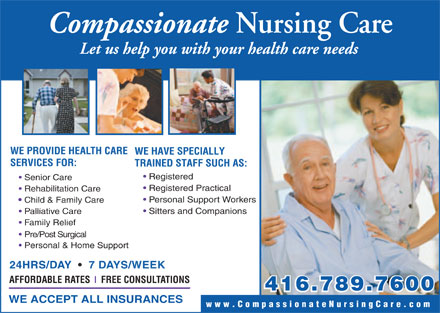 Compassionate Nursing Care
Let us help you with your health care needs
WE PROVIDE HEALTH CARE
SERVICES FOR:
• Senior Care
• Rehabilitation Care
• Child & Family Care
• Palliative Care
• Family Relief
• Pre/Post Surgical
• Personal & Home Support
WE HAVE SPECIALLY
TRAINED STAFF SUCH AS:
• Registered
• Registered Practical
• Personal Support Workers
• Sitters and Companions
24HRS/DAY • 7 DAYS/WEEK
AFFORDABLE RATES | FREE CONSULTATIONS
WE ACCEPT ALL INSURANCES
416.789.7600
www.CompassionateNursingCare.com